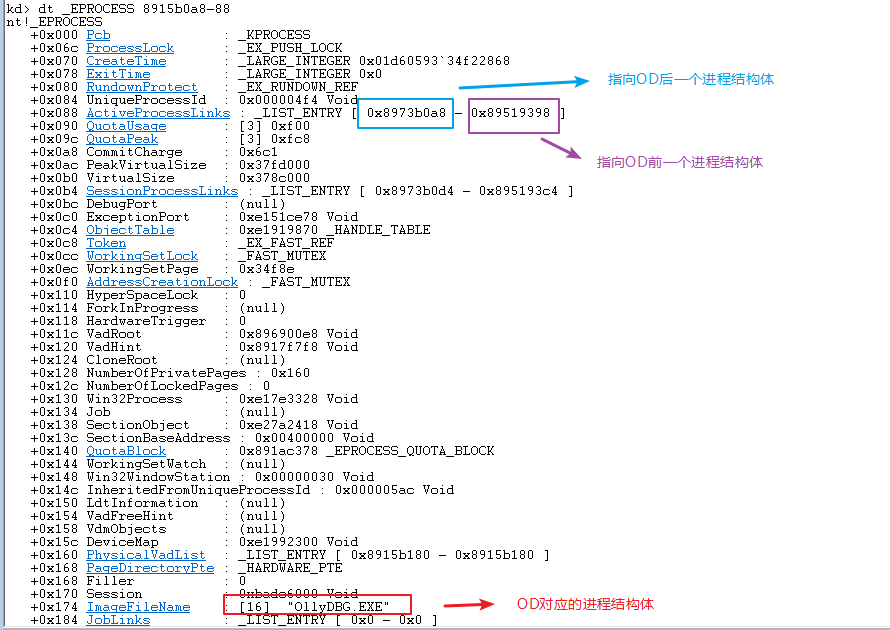 kd> dt _EPROCESS 8915b0a8-88
nt!_EPROCESS
+0x000 Pcb : _KPROCESS
+0x06c ProcessLock : _EX_PUSH_LOCK
+0x070 CreateTime : _LARGE_INTEGER 0x01d60593`34f22868
+0x078 ExitTime : _LARGE_INTEGER 0x0
+0x080 RundownProtect : _EX_RUNDOWN_REF
指向OD后一个进程结构体
+0x084 UniqueProcessId : 0x000004f4 Void
+0x088 ActiveProcessLinks : _LIST_ENTRY [ 0x8973b0a8 - 0x89519398 ]
+0x090 QuotaUsage : [3] 0xf00
+0x09c QuotaPeak : [3] 0xfc8
+0x0a8 CommitCharge : 0x6c1
+0x0ac PeakVirtualSize : 0x37fd000
指向OD前一个进程结构体
+0x0b0 VirtualSize : 0x378c000
+0x0b4 SessionProcessLinks : _LIST_ENTRY [ 0x8973b0d4 - 0x895193c4 ]
+0x0bc DebugPort : (null)
+0x0c0 ExceptionPort : 0xe151ce78 Void
+0x0c4 ObjectTable : 0xe1919870 _HANDLE_TABLE
+0x0c8 Token : _EX_FAST_REF
+0x0cc WorkingSetLock : _FAST_MUTEX
+0x0ec WorkingSetPage : 0x34f8e
+0x0f0 AddressCreationLock : _FAST_MUTEX
+0x110 HyperSpaceLock : 0
+0x114 ForkInProgress : (null)
+0x118 HardwareTrigger : 0
+0x11c VadRoot : 0x896900e8 Void
+0x120 VadHint : 0x8917f7f8 Void
+0x124 CloneRoot : (null)
+0x128 NumberOfPrivatePages : 0x160
+0x12c NumberOfLockedPages : 0
+0x130 Win32Process : 0xe17e3328 Void
+0x134 Job : (null)
+0x138 SectionObject : 0xe27a2418 Void
+0x13c SectionBaseAddress : 0x00400000 Void
+0x140 QuotaBlock : 0x891ac378 _EPROCESS_QUOTA_BLOCK
+0x144 WorkingSetWatch : (null)
+0x148 Win32WindowStation : 0x00000030 Void
+0x14c InheritedFromUniqueProcessId : 0x000005ac Void
+0x150 LdtInformation : (null)
+0x154 VadFreeHint : (null)
+0x158 VdmObjects : (null)
+0x15c DeviceMap : 0xe1992300 Void
+0x160 PhysicalVadList : _LIST_ENTRY [ 0x8915b180 - 0x8915b180 ]
+0x168 PageDirectoryPte : _HARDWARE_PTE
+0x168 Filler : 0
+0x170 Session : 0xbadc6000 Void
+0x174 ImageFileName : [16] "OllyDBG.EXE"
OD对应的进程结构体
+0x184 JobLinks : _LIST_ENTRY [ 0x0 - 0x0 ]